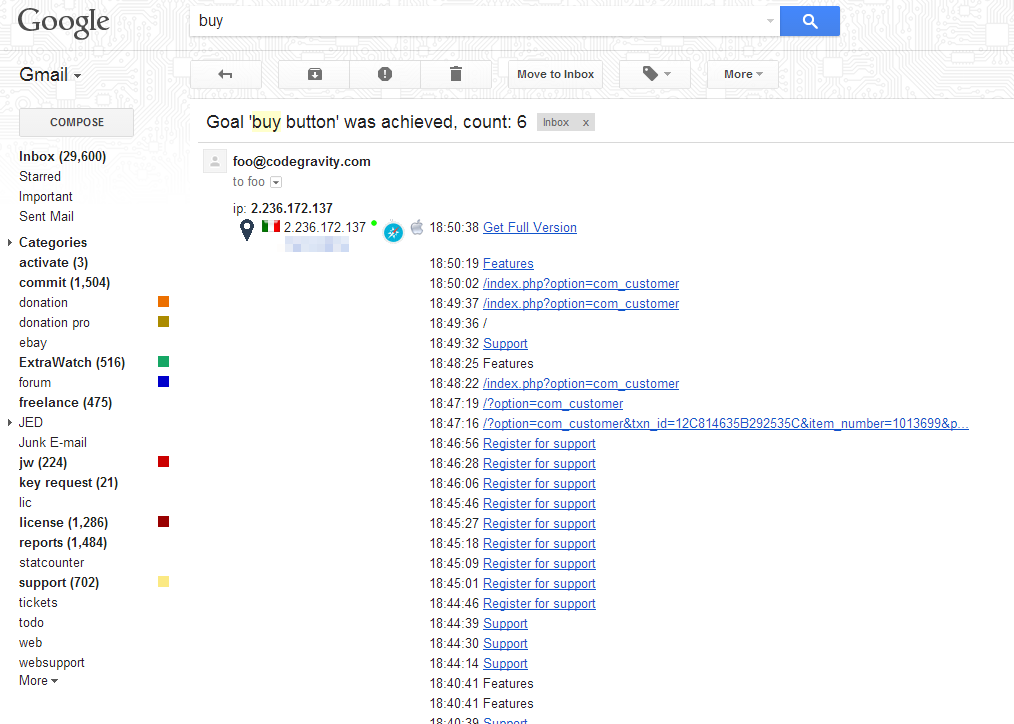 Google
buy
Gmail
Move to Inbox
More
COMPOSE
Goal 'buy button' was achieved, count: 6
Inbox x
Inbox (29,600)
Starred
Important
Sent Mail
Categories
activate (3)
commit (1,504)
donation
donation pro
ebay
ExtraWatch (516)
forum
freelance (475)
JED
Junk E-mail
jw (224)
key request (21)
lic
license (1,286)
reports (1,484)
statcounter
support (702)
tickets
todo
web
websupport
More
foo@codegravity.com
to foo
ip: 2.236.172.137
2.236.172.137 18:50:38 Get Full Version
18:50:19 Features
18:50:02 /index.php?option=com_customer
18:49:37 /index.php?option=com_customer
18:49:36 /
18:49:32 Support
18:48:25 Features
18:48:22 /index.php?option=com_customer
18:47:19 /?option=com_customer
18:47:16 /?option=com_customer&txn_id=12C814635B292535C&item_number=1013699&p...
18:46:56 Register for support
18:46:28 Register for support
18:46:06 Register for support
18:45:46 Register for support
18:45:27 Register for support
18:45:18 Register for support
18:45:09 Register for support
18:45:01 Register for support
18:44:46 Register for support
18:44:39 Support
18:44:30 Support
18:44:14 Support
18:40:41 Features
18:40:41 Features
18:40:39 Support